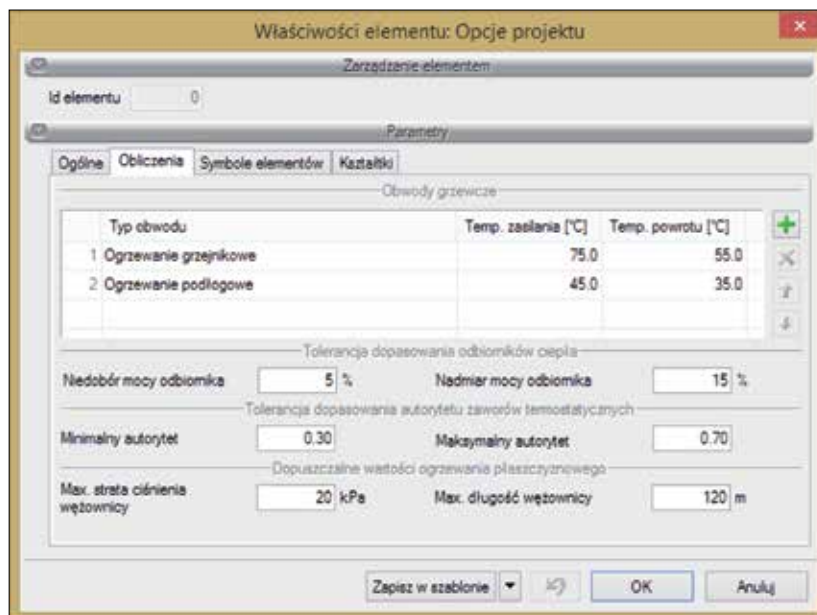 Właściwości elementu: Opcje projektu
Zarządzanie elementem
Id elementu 0
Parametry
Ogólne Obliczenia Symbole elementów Kształtki
Obwody grzewcze
Typ obwodu Temp. zasilania [°C] Temp. powrotu [°C]
1 Ogrzewanie grzejnikowe 75.0 55.0
2 Ogrzewanie podłogowe 45.0 35.0
Tolerancja dopasowania odbiorników ciepła
Niedobór mocy odbiornika 5 % Nadmiar mocy odbiornika 15 %
Tolerancja dopasowania autorytetu zaworów termostatycznych
Minimalny autorytet 0.30 Maksymalny autorytet 0.70
Dopuszczalne wartości ogrzewania płaszczyznowego
Max. strata ciśnienia
wężownicy 20 kPa Max. długość wężownicy 120 m
Zapisz w szablonie OK Anuluj